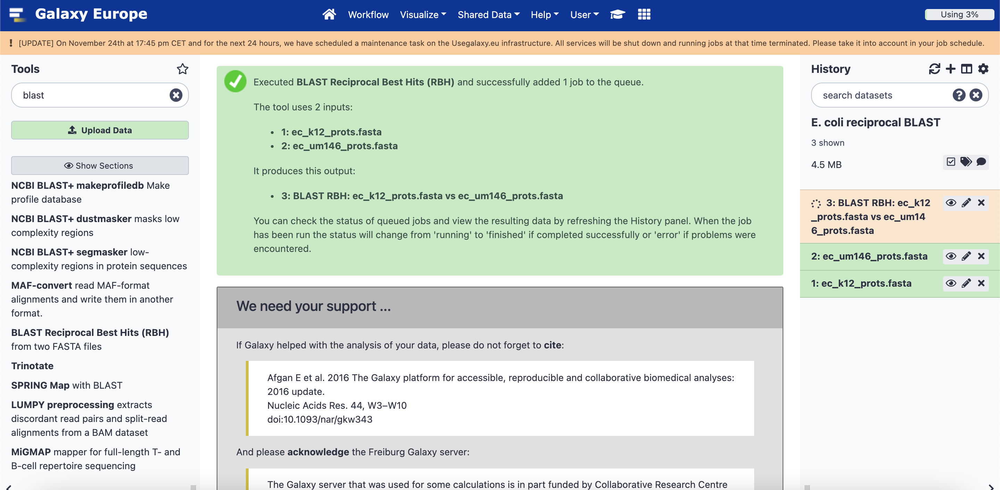 Galaxy Europe
Workflow Visualize Shared Data Help User
Using 3%
[UPDATE] On November 24th at 17:45 pm CET and for the next 24 hours, we have scheduled a maintenance task on the Usegalaxy.eu infrastructure. All services will be shut down and running jobs at that time terminated. Please take it into account in your job schedule.
Tools
blast
Upload Data
Show Sections
NCBI BLAST+ makeprofiledb Make
profile database
NCBI BLAST+ dustmasker masks low
complexity regions
NCBI BLAST+ segmasker low-
complexity regions in protein sequences
MAF-convert read MAF-format
alignments and write them in another
format.
BLAST Reciprocal Best Hits (RBH)
from two FASTA files
Trinotate
SPRING Map with BLAST
LUMPY preprocessing extracts
discordant read pairs and split-read
alignments from a BAM dataset
MiGMAP mapper for full-length T- and
B-cell repertoire sequencing
Executed BLAST Reciprocal Best Hits (RBH) and successfully added 1 job to the queue.
The tool uses 2 inputs:
• 1: ec_k12_prots.fasta
• 2: ec_um146_prots.fasta
It produces this output:
• 3: BLAST RBH: ec_k12_prots.fasta vs ec_um146_prots.fasta
You can check the status of queued jobs and view the resulting data by refreshing the History panel. When the job
has been run the status will change from 'running' to 'finished' if completed successfully or 'error' if problems were
encountered.
We need your support ...
If Galaxy helped with the analysis of your data, please do not forget to cite:
Afgan E et al. 2016 The Galaxy platform for accessible, reproducible and collaborative biomedical analyses:
2016 update.
Nucleic Acids Res. 44, W3–W10
doi:10.1093/nar/gkw343
And please acknowledge the Freiburg Galaxy server:
The Galaxy server that was used for some calculations is in part funded by Collaborative Research Centre
History
search datasets
E. coli reciprocal BLAST
3 shown
4.5 MB
3: BLAST RBH: ec_k12
_prots.fasta vs ec_um14
6_prots.fasta
2: ec_um146_prots.fasta
1: ec_k12_prots.fasta